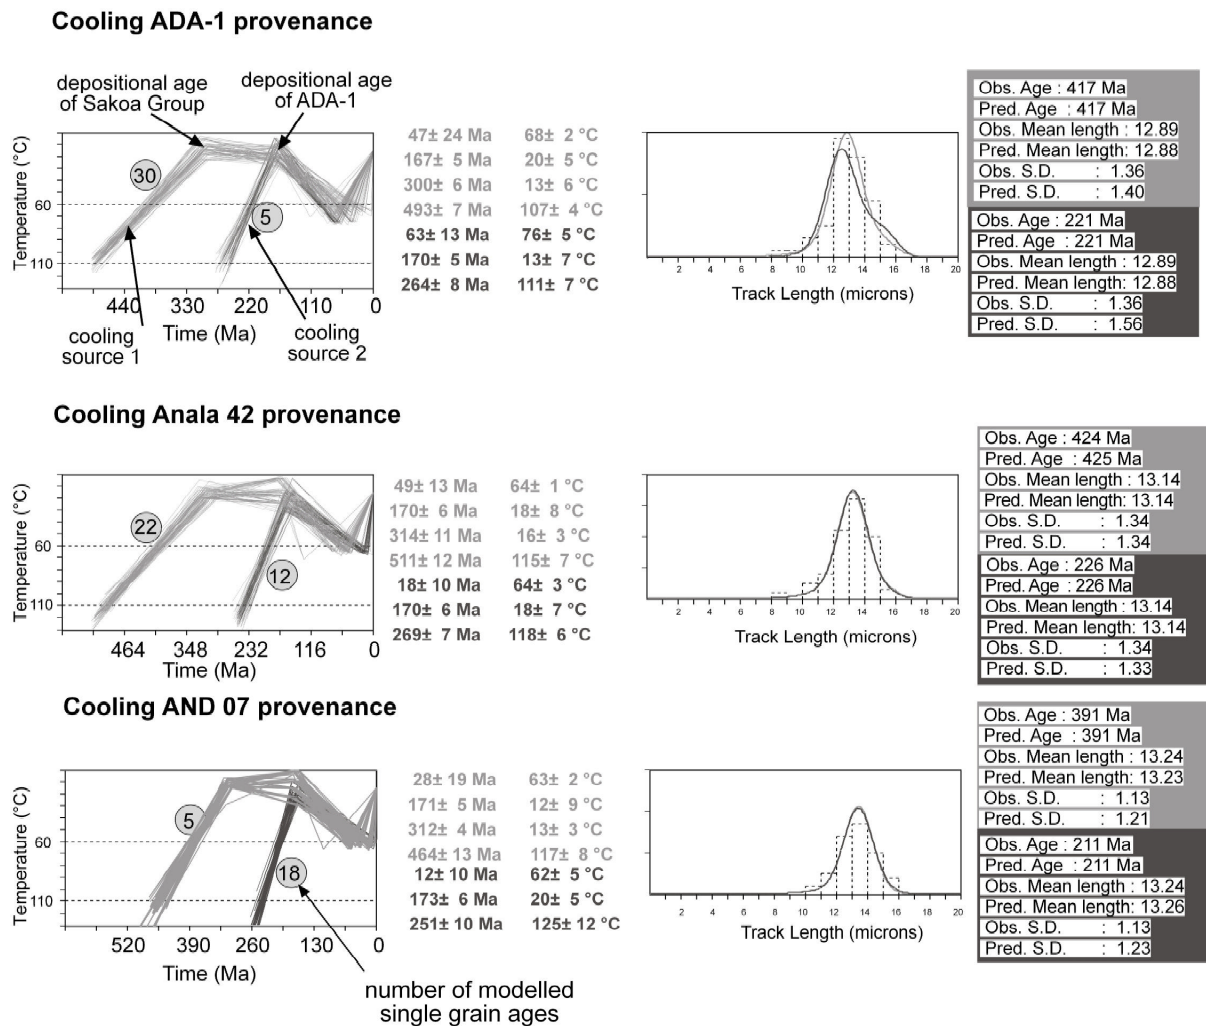 Cooling ADA-1 provenance
depositional age
of Sakoa Group
depositional age
of ADA-1
Temperature (°C)
60
110
30
5
440 330 220 110 0
Time (Ma)
cooling
source 1
cooling
source 2
47± 24 Ma 68± 2 °C
167± 5 Ma 20± 5 °C
300± 6 Ma 13± 6 °C
493± 7 Ma 107± 4 °C
63± 13 Ma 76± 5 °C
170± 5 Ma 13± 7 °C
264± 8 Ma 111± 7 °C
2 4 6 8 10 12 14 16 18 20
Track Length (microns)
Obs. Age : 417 Ma
Pred. Age : 417 Ma
Obs. Mean length : 12.89
Pred. Mean length: 12.88
Obs. S.D. : 1.36
Pred. S.D. : 1.40
Obs. Age : 221 Ma
Pred. Age : 221 Ma
Obs. Mean length : 12.89
Pred. Mean length: 12.88
Obs. S.D. : 1.36
Pred. S.D. : 1.56
Cooling Anala 42 provenance
Temperature (°C)
60
110
22
12
464 348 232 116 0
Time (Ma)
49± 13 Ma 64± 1 °C
170± 6 Ma 18± 8 °C
314± 11 Ma 16± 3 °C
511± 12 Ma 115± 7 °C
18± 10 Ma 64± 3 °C
170± 6 Ma 18± 7 °C
269± 7 Ma 118± 6 °C
2 4 6 8 10 12 14 16 18 20
Track Length (microns)
Obs. Age : 424 Ma
Pred. Age : 425 Ma
Obs. Mean length : 13.14
Pred. Mean length: 13.14
Obs. S.D. : 1.34
Pred. S.D. : 1.34
Obs. Age : 226 Ma
Pred. Age : 226 Ma
Obs. Mean length : 13.14
Pred. Mean length: 13.14
Obs. S.D. : 1.34
Pred. S.D. : 1.33
Cooling AND 07 provenance
Temperature (°C)
60
110
5
18
520 390 260 130 0
Time (Ma)
number of modelled
single grain ages
28± 19 Ma 63± 2 °C
171± 5 Ma 12± 9 °C
312± 4 Ma 13± 3 °C
464± 13 Ma 117± 8 °C
12± 10 Ma 62± 5 °C
173± 6 Ma 20± 5 °C
251± 10 Ma 125± 12 °C
2 4 6 8 10 12 14 16 18 20
Track Length (microns)
Obs. Age : 391 Ma
Pred. Age : 391 Ma
Obs. Mean length : 13.24
Pred. Mean length: 13.23
Obs. S.D. : 1.13
Pred. S.D. : 1.21
Obs. Age : 211 Ma
Pred. Age : 211 Ma
Obs. Mean length : 13.24
Pred. Mean length: 13.26
Obs. S.D. : 1.13
Pred. S.D. : 1.23